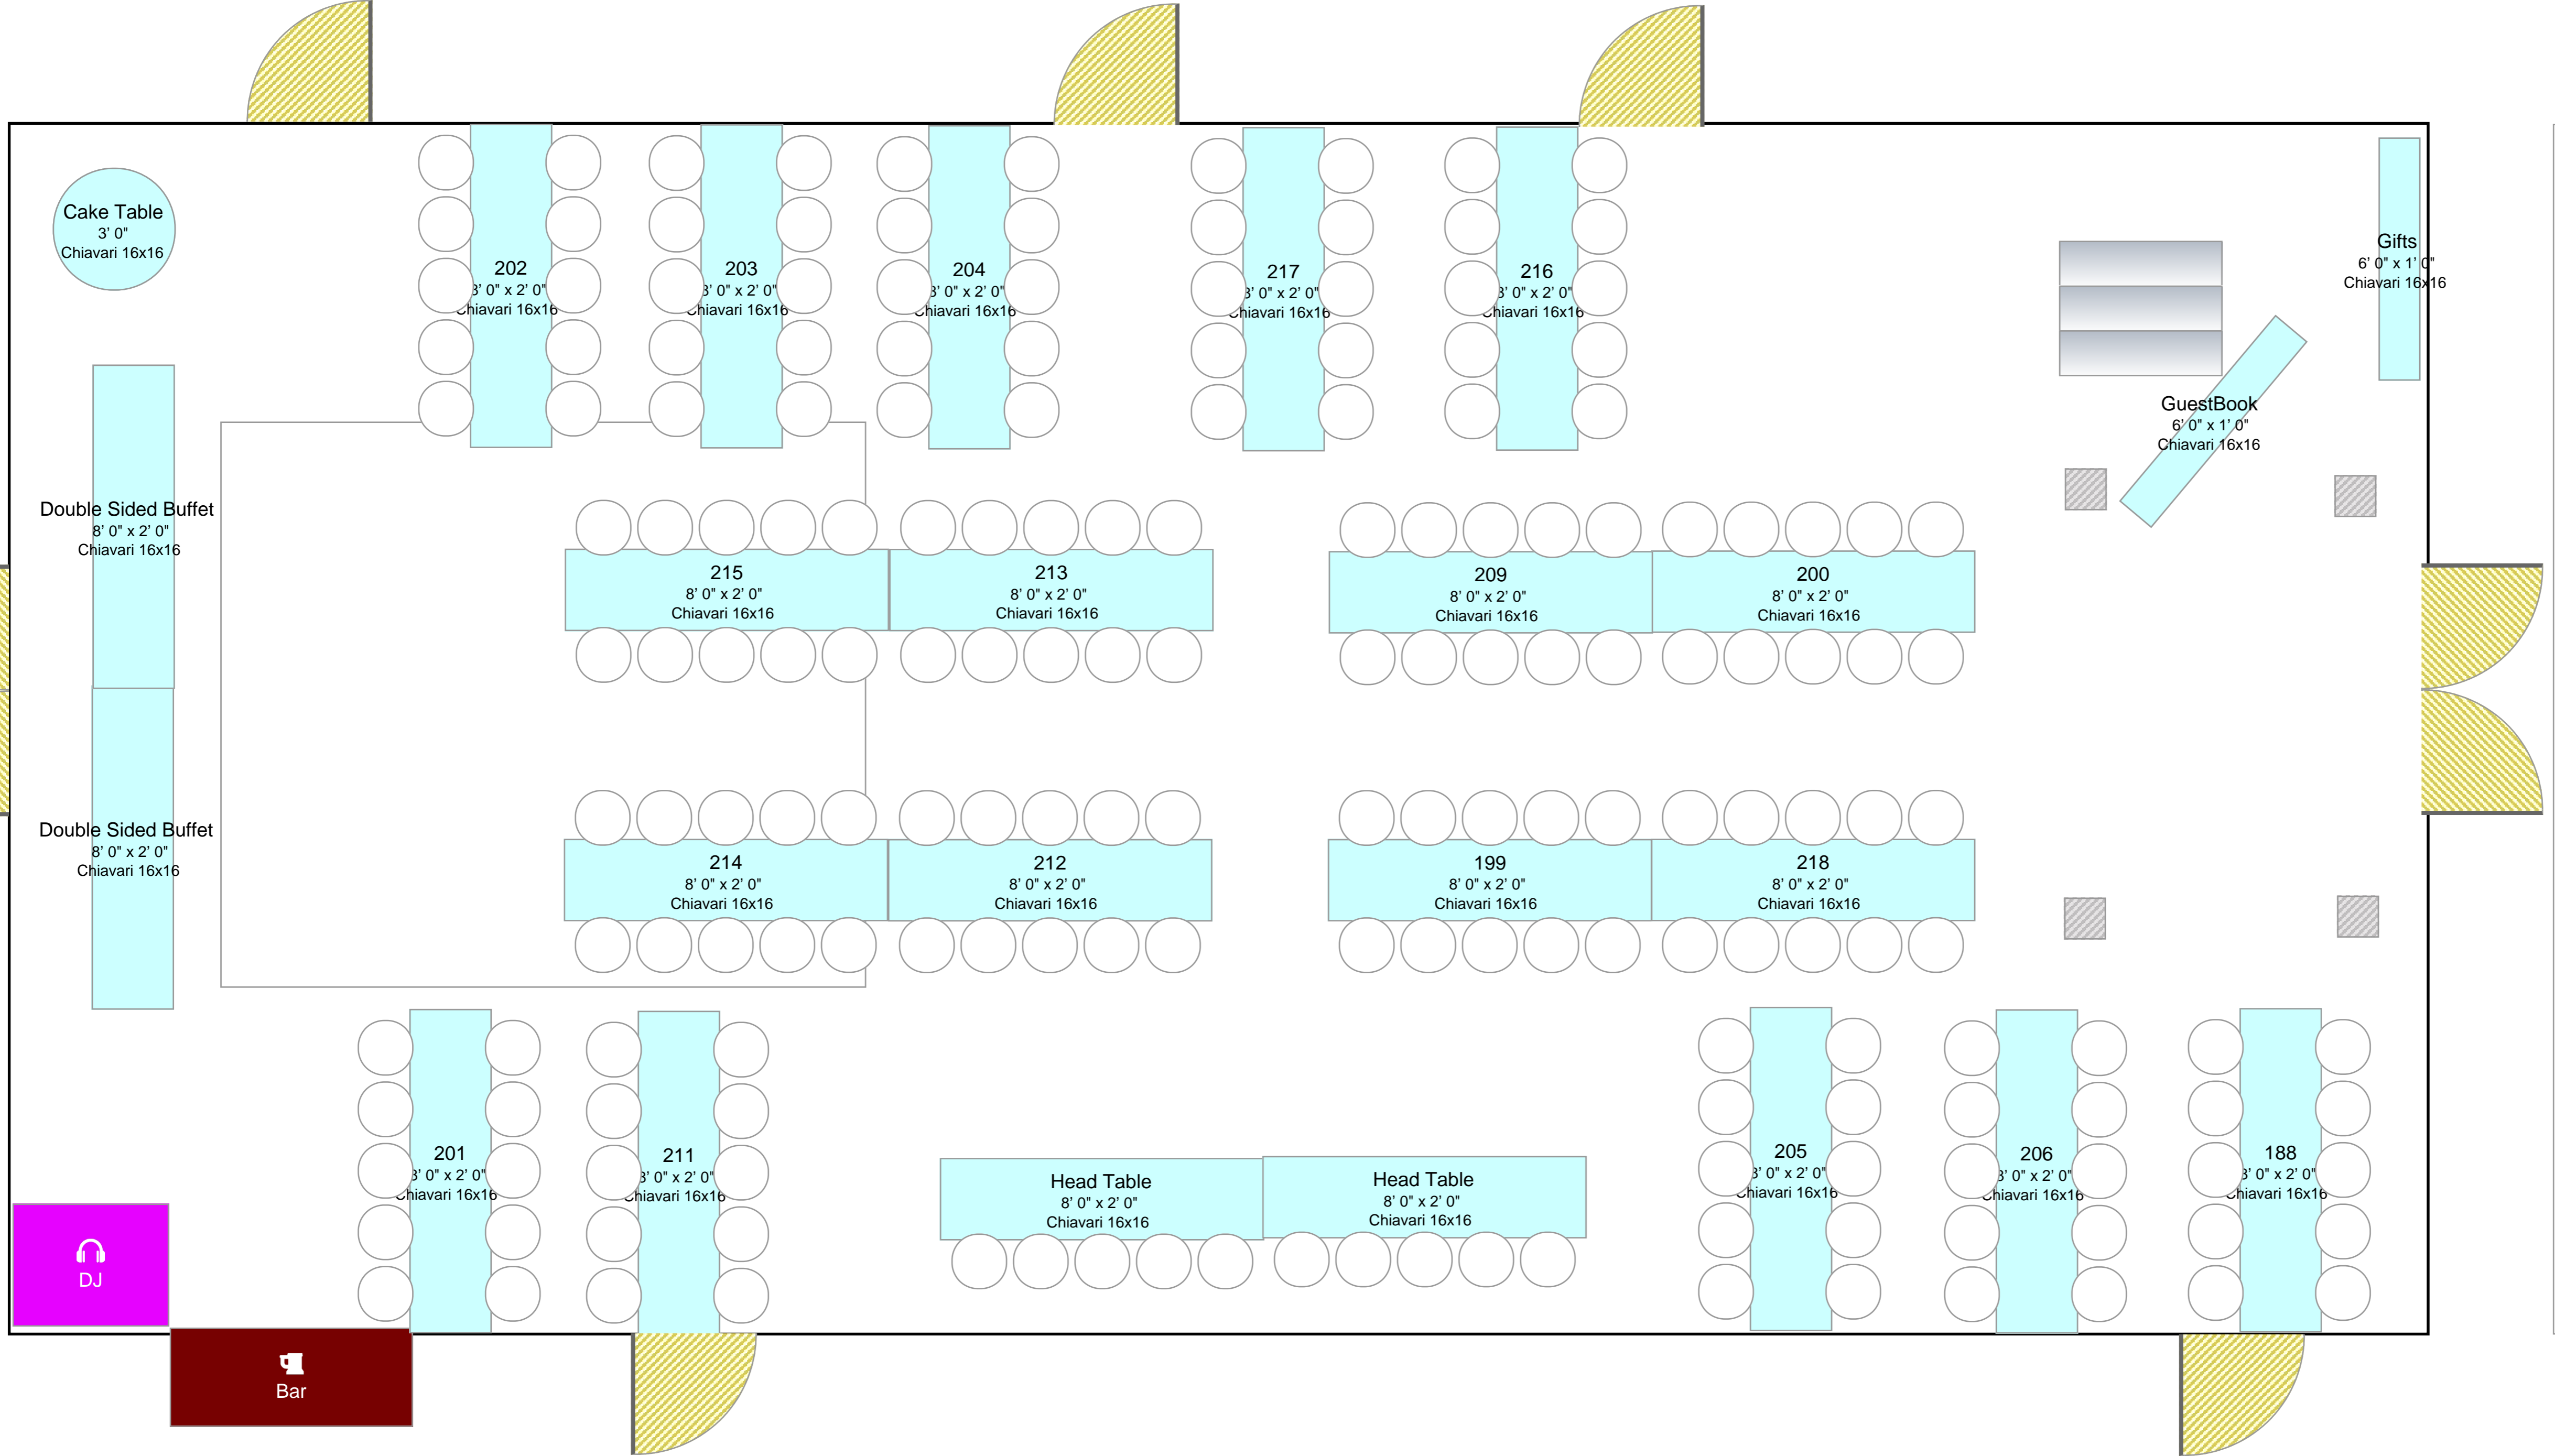 Cake Table
3' 0"
Chiavari 16x16
202
8' 0" x 2' 0"
Chiavari 16x16
203
8' 0" x 2' 0"
Chiavari 16x16
204
8' 0" x 2' 0"
Chiavari 16x16
217
8' 0" x 2' 0"
Chiavari 16x16
216
8' 0" x 2' 0"
Chiavari 16x16
Gifts
6' 0" x 1' 0"
Chiavari 16x16
GuestBook
6' 0" x 1' 0"
Chiavari 16x16
Double Sided Buffet
8' 0" x 2' 0"
Chiavari 16x16
215
8' 0" x 2' 0"
Chiavari 16x16
213
8' 0" x 2' 0"
Chiavari 16x16
209
8' 0" x 2' 0"
Chiavari 16x16
200
8' 0" x 2' 0"
Chiavari 16x16
Double Sided Buffet
8' 0" x 2' 0"
Chiavari 16x16
214
8' 0" x 2' 0"
Chiavari 16x16
212
8' 0" x 2' 0"
Chiavari 16x16
199
8' 0" x 2' 0"
Chiavari 16x16
218
8' 0" x 2' 0"
Chiavari 16x16
201
8' 0" x 2' 0"
Chiavari 16x16
211
8' 0" x 2' 0"
Chiavari 16x16
Head Table
8' 0" x 2' 0"
Chiavari 16x16
Head Table
8' 0" x 2' 0"
Chiavari 16x16
205
8' 0" x 2' 0"
Chiavari 16x16
206
8' 0" x 2' 0"
Chiavari 16x16
188
8' 0" x 2' 0"
Chiavari 16x16
DJ
Bar